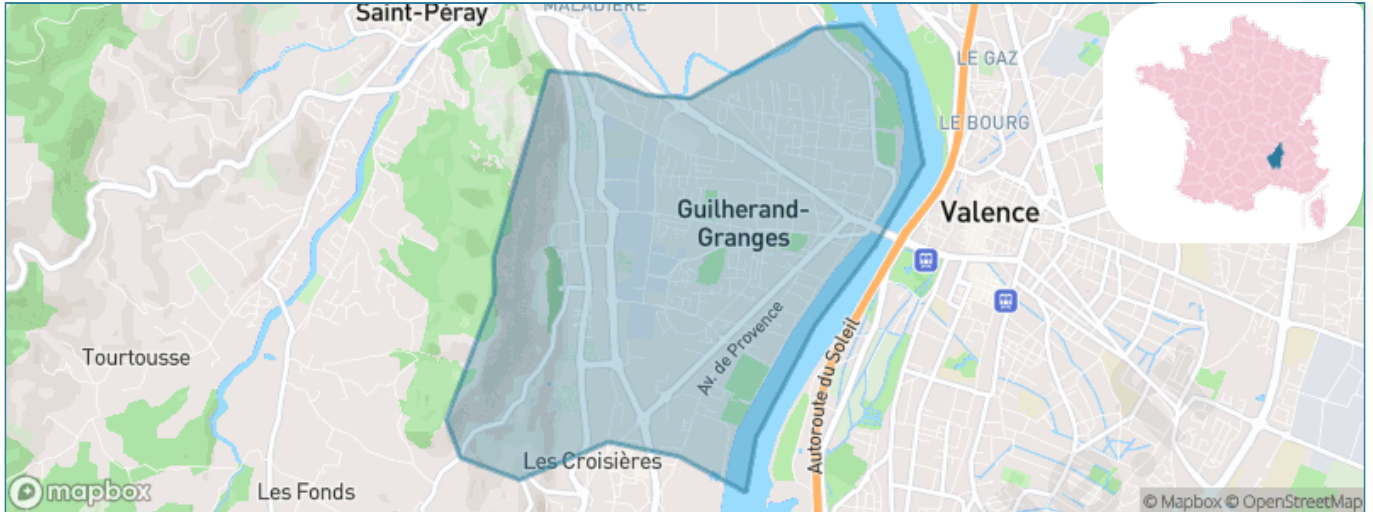 Saint-Péray
MALADIÈRE
LE GAZ
LE BOURG
Guilherand-
Granges
Valence
Av. de Provence
Autoroute du Soleil
Tourtousse
Les Croisières
Les Fonds
mapbox
© Mapbox © OpenStreetMap